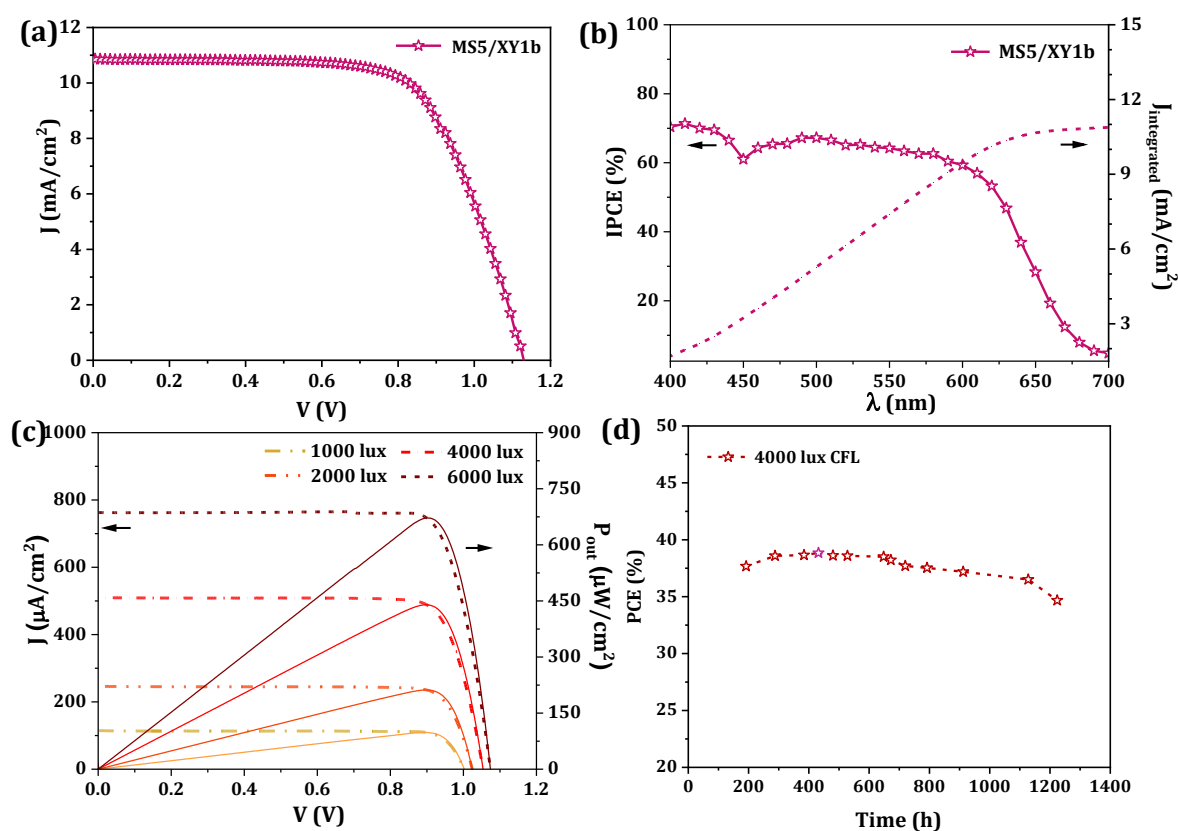 (a)
MS5/XY1b
J (mA/cm²)
12
10
8
6
4
2
0
0.0 0.2 0.4 0.6 0.8 1.0 1.2
V (V)
(b)
MS5/XY1b
IPCE (%)
100
80
60
40
20
J_integrated (mA/cm²)
15
12
9
6
3
400 450 500 550 600 650 700
λ (nm)
(c)
1000 lux 4000 lux
2000 lux 6000 lux
J (μA/cm²)
1000
800
600
400
200
0
P_out (μW/cm²)
900
750
600
450
300
150
0
0.0 0.2 0.4 0.6 0.8 1.0 1.2
V (V)
(d)
4000 lux CFL
PCE (%)
50
45
40
35
30
25
20
0 200 400 600 800 1000 1200 1400
Time (h)